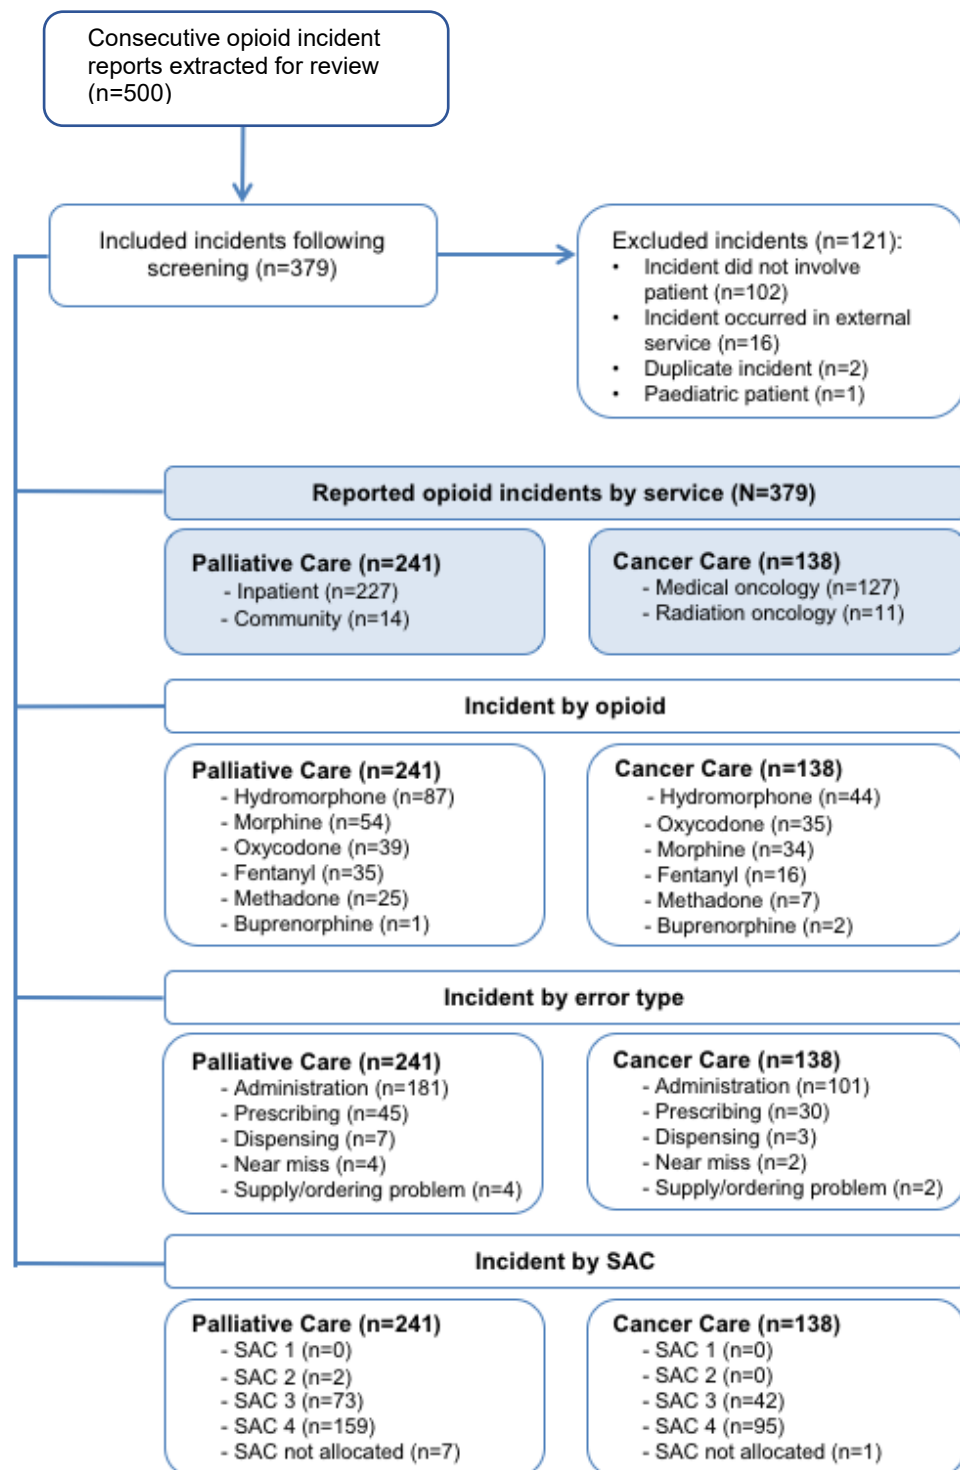 Consecutive opioid incident
reports extracted for review
(n=500)
Included incidents following
screening (n=379)
Excluded incidents (n=121):
• Incident did not involve
patient (n=102)
• Incident occurred in external
service (n=16)
• Duplicate incident (n=2)
• Paediatric patient (n=1)
Reported opioid incidents by service (N=379)
Palliative Care (n=241)
- Inpatient (n=227)
- Community (n=14)
Cancer Care (n=138)
- Medical oncology (n=127)
- Radiation oncology (n=11)
Incident by opioid
Palliative Care (n=241)
- Hydromorphone (n=87)
- Morphine (n=54)
- Oxycodone (n=39)
- Fentanyl (n=35)
- Methadone (n=25)
- Buprenorphine (n=1)
Cancer Care (n=138)
- Hydromorphone (n=44)
- Oxycodone (n=35)
- Morphine (n=34)
- Fentanyl (n=16)
- Methadone (n=7)
- Buprenorphine (n=2)
Incident by error type
Palliative Care (n=241)
- Administration (n=181)
- Prescribing (n=45)
- Dispensing (n=7)
- Near miss (n=4)
- Supply/ordering problem (n=4)
Cancer Care (n=138)
- Administration (n=101)
- Prescribing (n=30)
- Dispensing (n=3)
- Near miss (n=2)
- Supply/ordering problem (n=2)
Incident by SAC
Palliative Care (n=241)
- SAC 1 (n=0)
- SAC 2 (n=2)
- SAC 3 (n=73)
- SAC 4 (n=159)
- SAC not allocated (n=7)
Cancer Care (n=138)
- SAC 1 (n=0)
- SAC 2 (n=0)
- SAC 3 (n=42)
- SAC 4 (n=95)
- SAC not allocated (n=1)